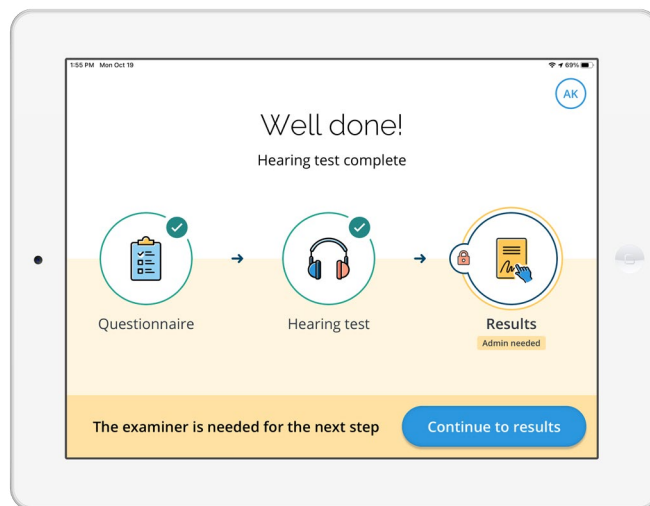 1:55 PM Mon Oct 19
69%
AK
Well done!
Hearing test complete
Questionnaire
Hearing test
Results
Admin needed
The examiner is needed for the next step
Continue to results